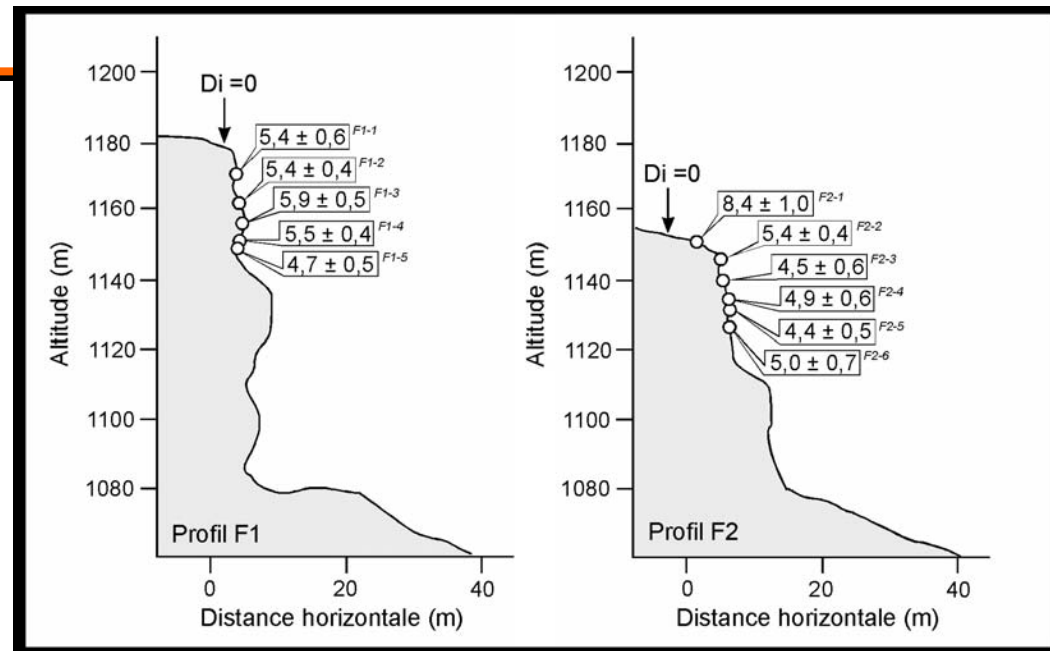 1200
1180
1160
1140
1120
1100
1080
Altitude (m)
Di =0
5,4 ± 0,6 F1-1
5,4 ± 0,4 F1-2
5,9 ± 0,5 F1-3
5,5 ± 0,4 F1-4
4,7 ± 0,5 F1-5
Profil F1
0 20 40
Distance horizontale (m)
1200
1180
1160
1140
1120
1100
1080
Altitude (m)
Di =0
8,4 ± 1,0 F2-1
5,4 ± 0,4 F2-2
4,5 ± 0,6 F2-3
4,9 ± 0,6 F2-4
4,4 ± 0,5 F2-5
5,0 ± 0,7 F2-6
Profil F2
0 20 40
Distance horizontale (m)